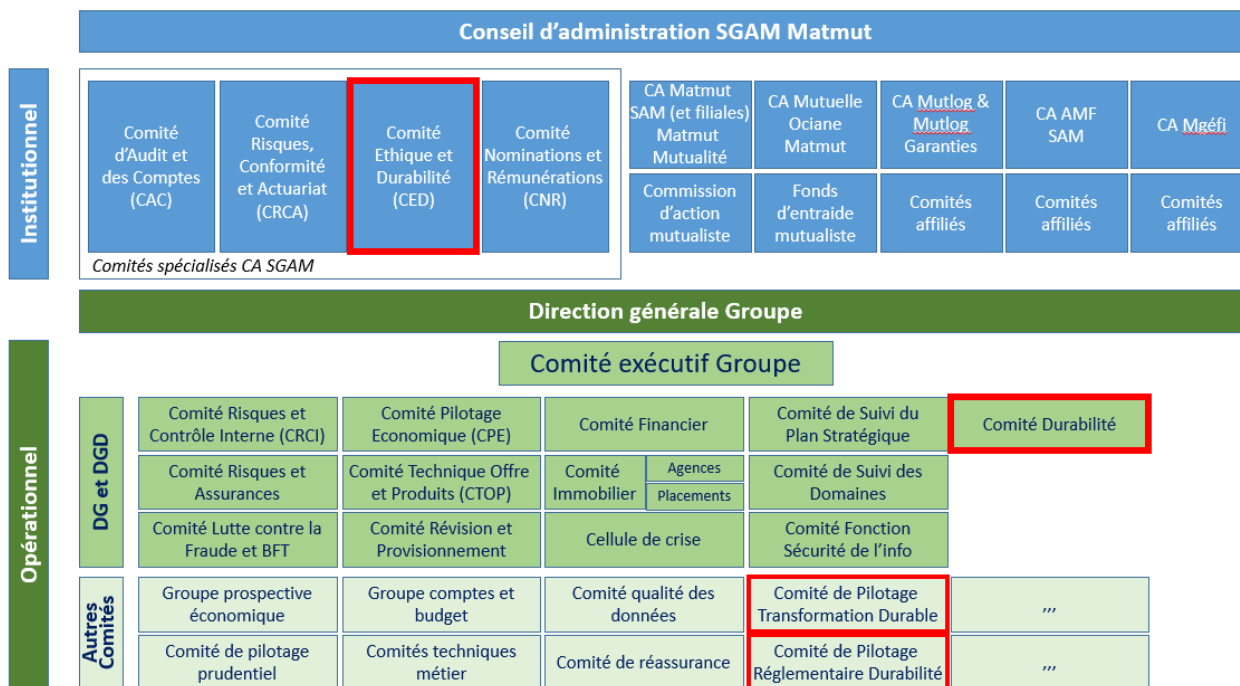 Conseil d'administration SGAM Matmut
Institutionnel
Comité
d'Audit et
des Comptes
(CAC)
Comité
Risques,
Conformité
et Actuariat
(CRCA)
Comité
Ethique et
Durabilité
(CED)
Comité
Nominations et
Rémunérations
(CNR)
Comités spécialisés CA SGAM
CA Matmut
SAM (et filiales)
Matmut
Mutualité
CA Mutuelle
Ociane
Matmut
CA Mutlog &
Mutlog
Garanties
CA AMF
SAM
CA Mgéfi
Commission
d'action
mutualiste
Fonds
d'entraide
mutualiste
Comités
affiliés
Comités
affiliés
Comités
affiliés
Direction générale Groupe
Opérationnel
Comité exécutif Groupe
DG et DGD
Comité Risques et
Contrôle Interne (CRCI)
Comité Pilotage
Economique (CPE)
Comité Financier
Comité de Suivi du
Plan Stratégique
Comité Durabilité
Comité Risques et
Assurances
Comité Technique Offre
et Produits (CTOP)
Comité
Immobilier
Agences
Placements
Comité de Suivi des
Domaines
Comité Lutte contre la
Fraude et BFT
Comité Révision et
Provisionnement
Cellule de crise
Comité Fonction
Sécurité de l'info
Autres
Comités
Groupe prospective
économique
Groupe comptes et
budget
Comité qualité des
données
Comité de Pilotage
Transformation Durable
,,,
Comité de pilotage
prudentiel
Comités techniques
métier
Comité de réassurance
Comité de Pilotage
Réglementaire Durabilité
,,,